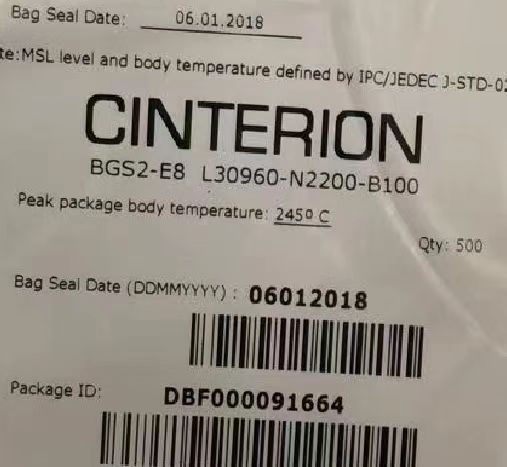 Bag Seal Date: 06.01.2018
te:MSL level and body temperature defined by IPC/JEDEC J-STD-02
CINTERION
BGS2-E8 L30960-N2200-B100
Peak package body temperature: 245º C
Qty: 500
Bag Seal Date (DDMMYYYY) : 06012018
Package ID: DBF000091664